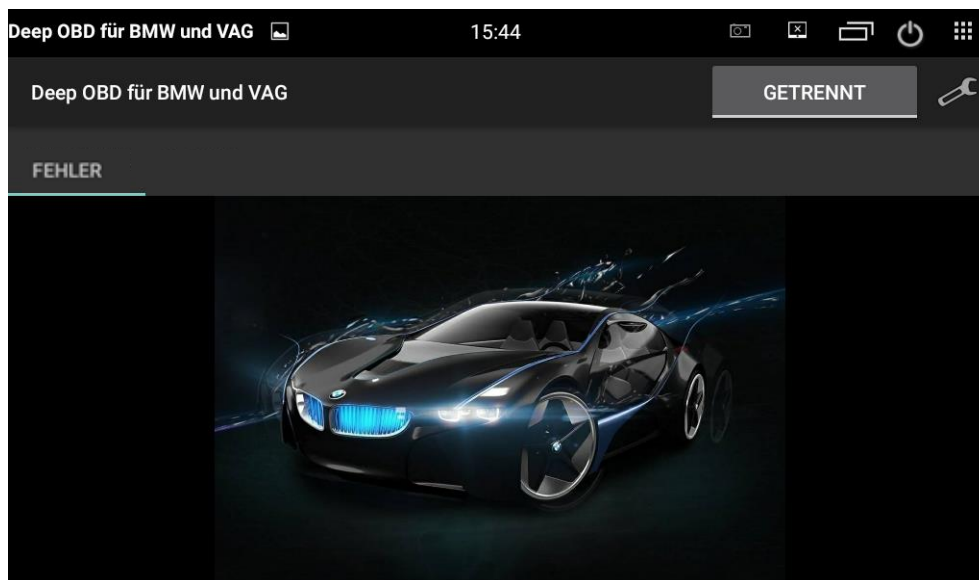 Deep OBD für BMW und VAG
15:44
Deep OBD für BMW und VAG
GETRENNT
FEHLER